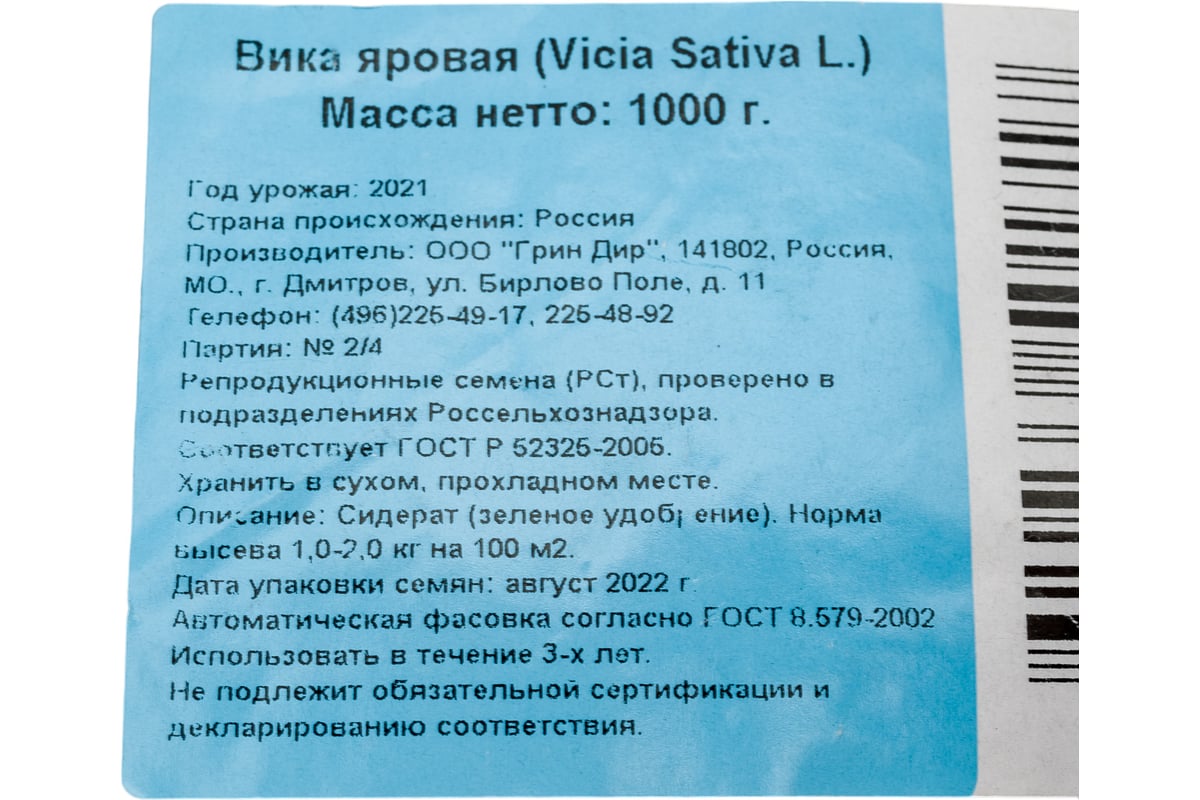 Вика яровая (Vicia Sativa L.)
Масса нетто: 1000 г.
Год урожая: 2021
Страна происхождения: Россия
Производитель: ООО "Грин Дир", 141802, Россия,
МО., г. Дмитров, ул. Бирлово Поле, д. 11
Телефон: (496)225-49-17, 225-48-92
Партия: № 2/4
Репродукционные семена (РСт), проверено в
подразделениях Россельхознадзора.
Соответствует ГОСТ Р 52325-2005.
Хранить в сухом, прохладном месте.
Описание: Сидерат (зеленое удобрение). Норма
высева 1,0-2,0 кг на 100 м2.
Дата упаковки семян: август 2022 г.
Автоматическая фасовка согласно ГОСТ 8.579-2002
Использовать в течение 3-х лет.
Не подлежит обязательной сертификации и
декларированию соответствия.